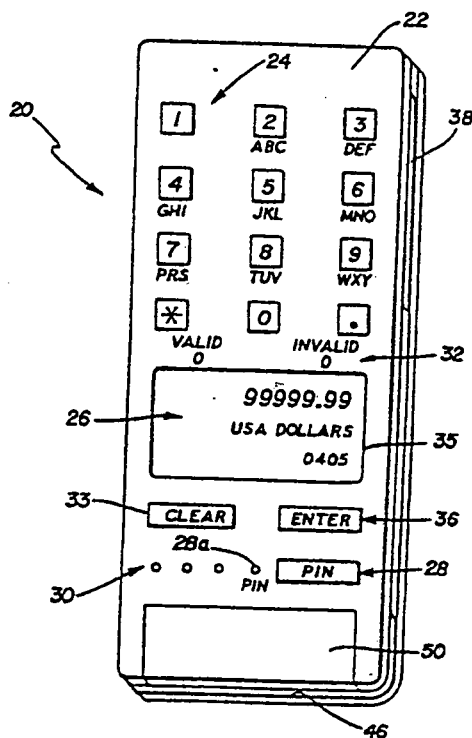 22
24
20
1 2 3
ABC DEF
38
4 5 6
GHI JKL MNO
7 8 9
PRS TUV WXY
* 0 .
VALID INVALID
0 0
32
99999.99
26
USA DOLLARS
35
0405
33
CLEAR ENTER
36
28a
30
PIN
PIN
28
50
46